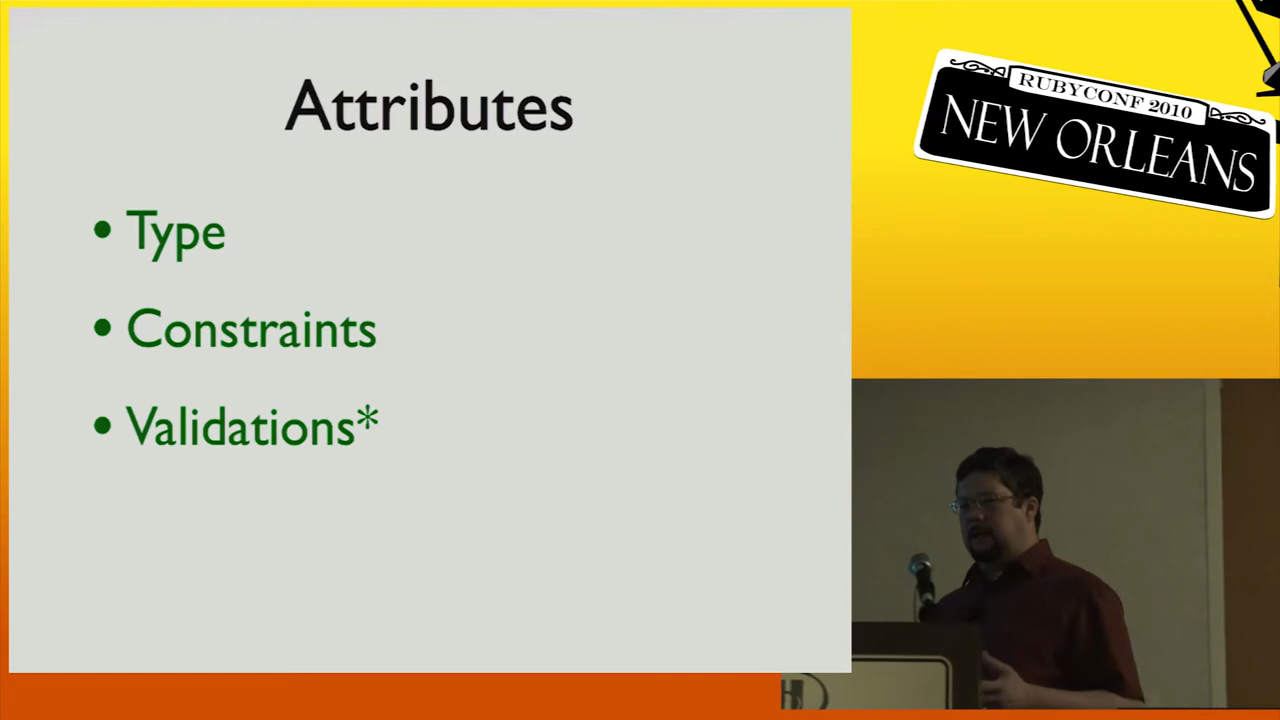 Attributes
• Type
• Constraints
• Validations*
RUBYCONF 2010
NEW ORLEANS